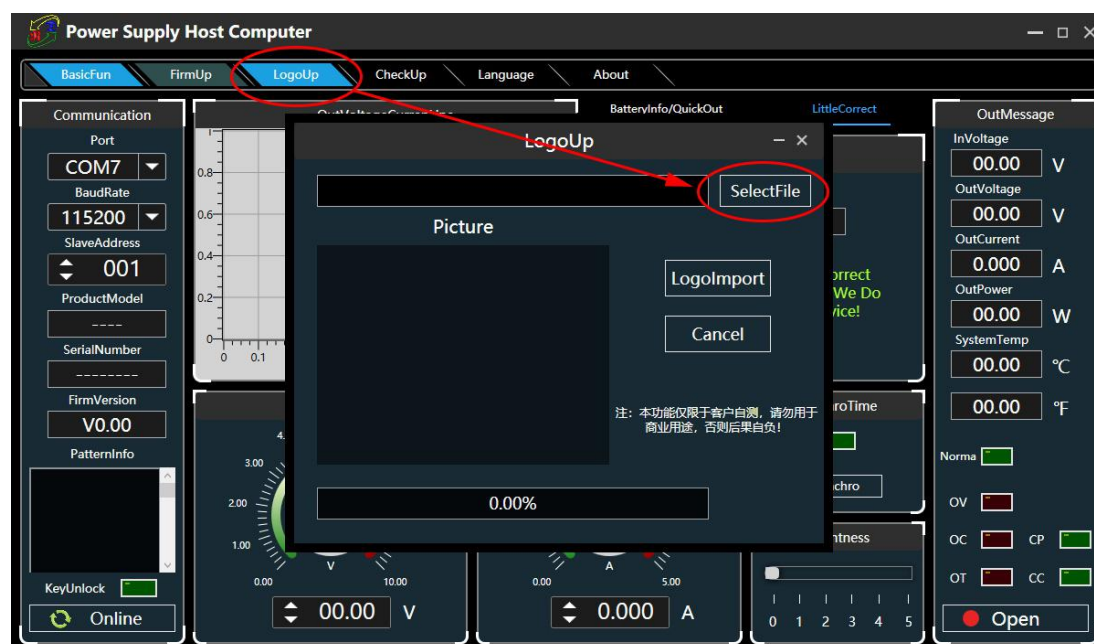 Power Supply Host Computer
BasicFun FirmUp LogoUp CheckUp Language About
Communication
Port
COM7
BaudRate
115200
SlaveAddress
001
ProductModel
----
SerialNumber
--------
FirmVersion
V0.00
PatternInfo
KeyUnlock
Online
0.8
0.6
0.4
0.2
0
0 0.1
BatteryInfo/QuickOut LittleCorrect
LogoUp
SelectFile
Picture
LogoImport
Cancel
注：本功能仅限于客户自测，请勿用于
商业用途，否则后果自负！
0.00%
We Do
3.00
2.00
1.00
0.00 V 10.00
00.00 V
0.00 A 5.00
0.000 A
0 1 2 3 4 5
OutMessage
InVoltage
00.00 V
OutVoltage
00.00 V
OutCurrent
0.000 A
OutPower
00.00 W
SystemTemp
00.00 ℃
00.00 ℉
Norma
OV
OC CP
OT CC
Open